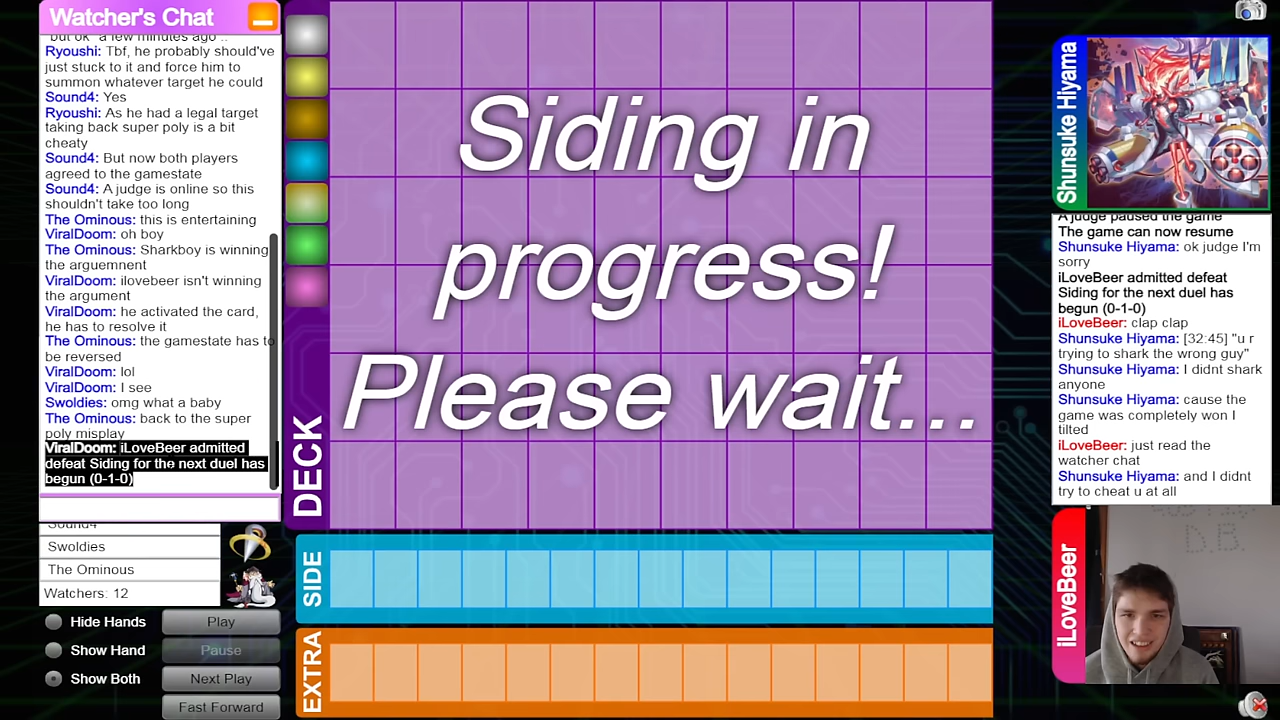 Watcher's Chat
but ok" a few minutes ago ..
Ryoushi: Tbf, he probably should've
just stuck to it and force him to
summon whatever target he could
Sound4: Yes
Ryoushi: As he had a legal target
taking back super poly is a bit
cheaty
Sound4: But now both players
agreed to the gamestate
Sound4: A judge is online so this
shouldn't take too long
The Ominous: this is entertaining
ViralDoom: oh boy
The Ominous: Sharkboy is winning
the arguemnent
ViralDoom: ilovebeer isn't winning
the argument
ViralDoom: he activated the card,
he has to resolve it
The Ominous: the gamestate has to
be reversed
ViralDoom: lol
ViralDoom: I see
Swoldies: omg what a baby
The Ominous: back to the super
poly misplay
ViralDoom: iLoveBeer admitted
defeat Siding for the next duel has
begun (0-1-0)
Sound4
Swoldies
The Ominous
Watchers: 12
Hide Hands
Show Hand
Show Both
Play
Pause
Next Play
Fast Forward
DECK
SIDE
EXTRA
Siding in
progress!
Please wait...
Shunsuke Hiyama
A judge paused the game
The game can now resume
Shunsuke Hiyama: ok judge I'm
sorry
iLoveBeer admitted defeat
Siding for the next duel has
begun (0-1-0)
iLoveBeer: clap clap
Shunsuke Hiyama: [32:45] "u r
trying to shark the wrong guy"
Shunsuke Hiyama: I didnt shark
anyone
Shunsuke Hiyama: cause the
game was completely won I
tilted
iLoveBeer: just read the
watcher chat
Shunsuke Hiyama: and I didnt
try to cheat u at all
iLoveBeer
D.B.